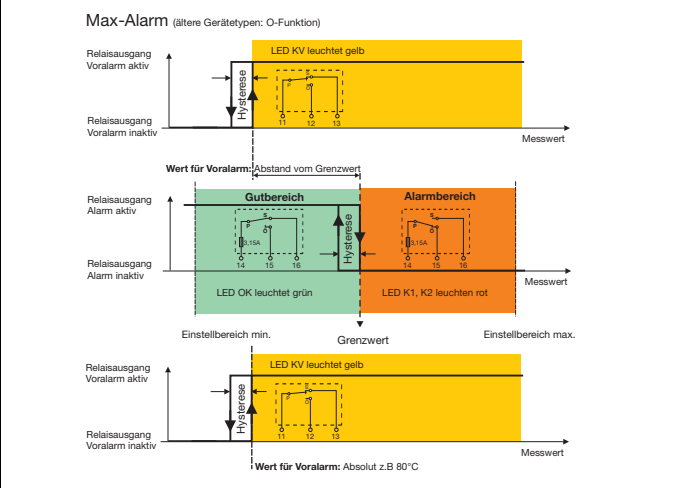 Max-Alarm (ältere Gerätetypen: O-Funktion)
Relaisausgang
Voralarm aktiv
LED KV leuchtet gelb
Hysterese
P
S
Ö
11 12 13
Relaisausgang
Voralarm inaktiv
Messwert
Wert für Voralarm: Abstand vom Grenzwert
Relaisausgang
Alarm aktiv
Gutbereich
Alarmbereich
P
S
Ö
3,15A
14 15 16
Hysterese
P
S
Ö
3,15A
14 15 16
Relaisausgang
Alarm inaktiv
Messwert
LED OK leuchtet grün
LED K1, K2 leuchten rot
Einstellbereich min.
Grenzwert
Einstellbereich max.
Relaisausgang
Voralarm aktiv
LED KV leuchtet gelb
Hysterese
P
S
Ö
11 12 13
Relaisausgang
Voralarm inaktiv
Messwert
Wert für Voralarm: Absolut z.B 80°C